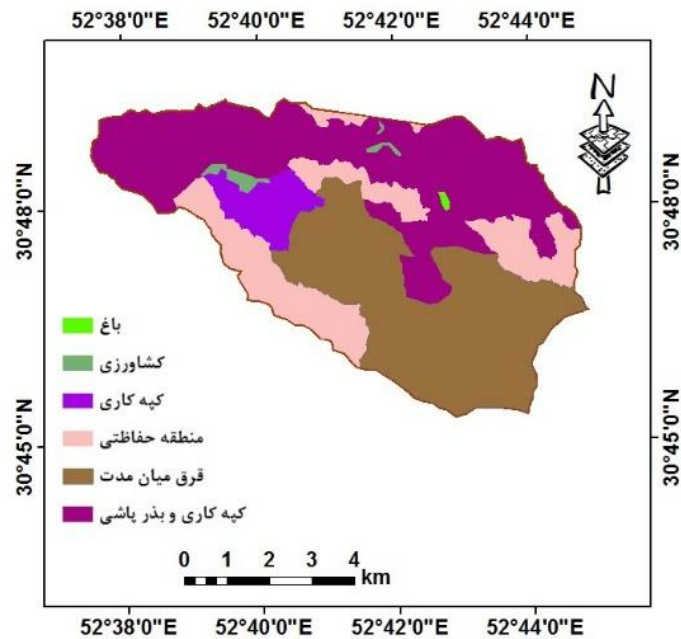 52°38'0"E 52°40'0"E 52°42'0"E 52°44'0"E
N
30°48'0"N 30°48'0"N
باغ
کشاورزی
کپه کاری
منطقه حفاظتی
قرق میان مدت
کپه کاری و بذر پاشی
30°45'0"N 30°45'0"N
0 1 2 3 4
km
52°38'0"E 52°40'0"E 52°42'0"E 52°44'0"E